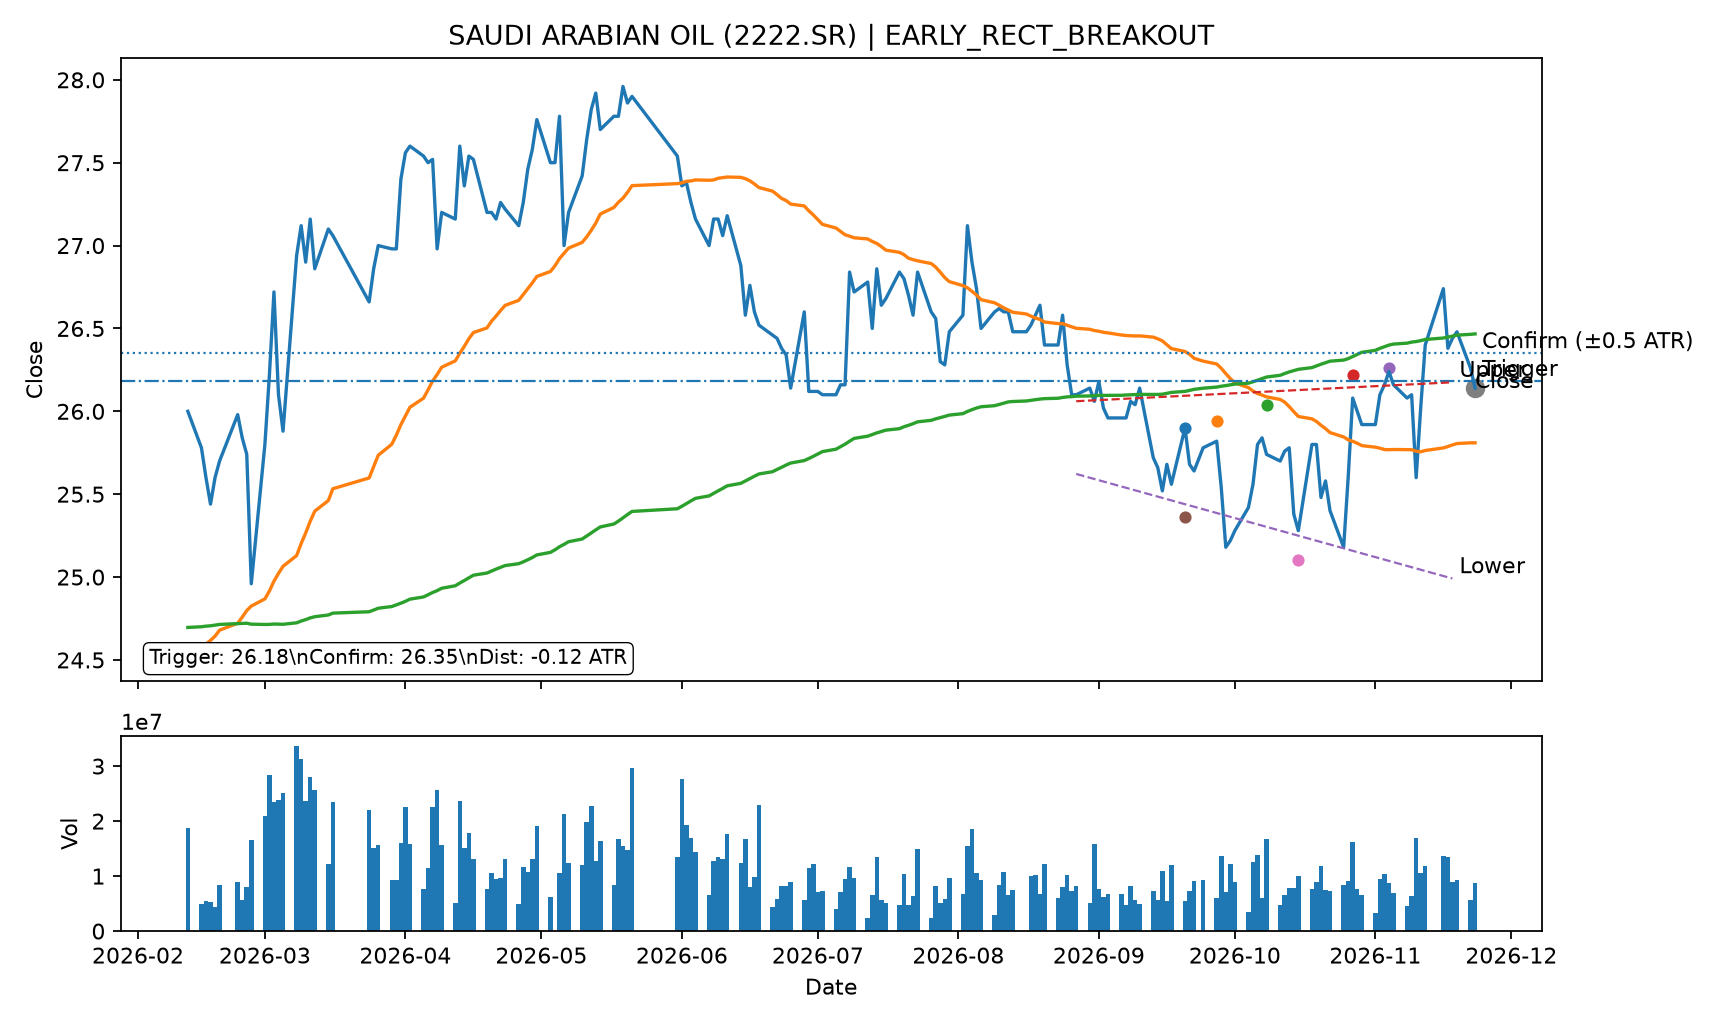 SAUDI ARABIAN OIL (2222.SR) | EARLY_RECT_BREAKOUT
28.0
27.5
27.0
26.5
26.0
25.5
25.0
24.5
Close
Confirm (±0.5 ATR)
Upper
Trigger
Close
Lower
Trigger: 26.18\nConfirm: 26.35\nDist: -0.12 ATR
1e7
3
2
1
0
Vol
2026-02 2026-03 2026-04 2026-05 2026-06 2026-07 2026-08 2026-09 2026-10 2026-11 2026-12
Date